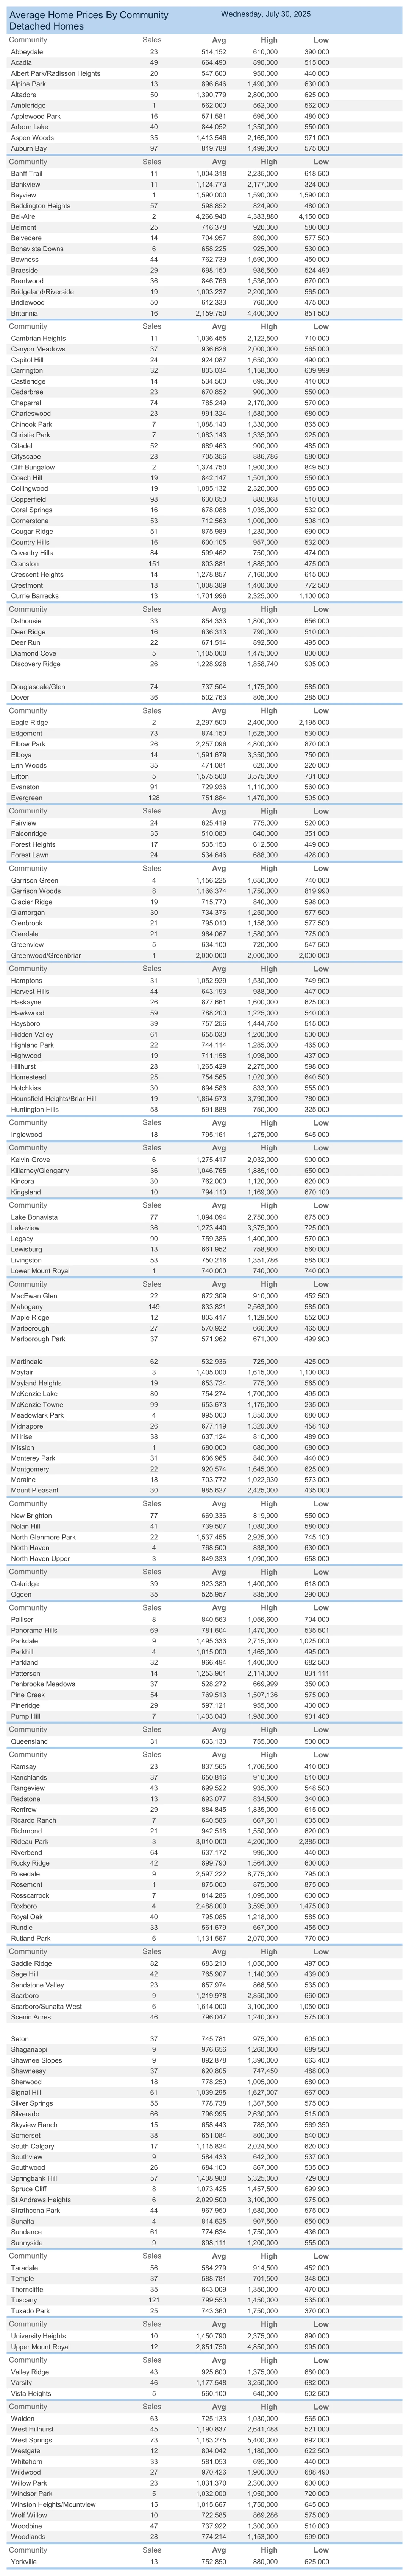 Average Home Prices By Community Wednesday, July 30, 2025
Detached Homes
Community Sales Avg High Low
Abbeydale 23 514,152 610,000 390,000
Acadia 49 664,490 890,000 515,000
Albert Park/Radisson Heights 20 547,600 950,000 440,000
Alpine Park 13 896,646 1,490,000 630,000
Altadore 50 1,390,779 2,800,000 625,000
Ambleridge 1 562,000 562,000 562,000
Applewood Park 16 571,581 695,000 480,000
Arbour Lake 40 844,052 1,350,000 550,000
Aspen Woods 35 1,413,546 2,165,000 971,000
Auburn Bay 97 819,788 1,499,000 575,000
Community Sales Avg High Low
Banff Trail 11 1,004,318 2,235,000 618,500
Bankview 11 1,124,773 2,177,000 324,000
Bayview 1 1,590,000 1,590,000 1,590,000
Beddington Heights 57 598,852 824,900 480,000
Bel-Aire 2 4,266,940 4,383,880 4,150,000
Belmont 25 716,378 920,000 580,000
Belvedere 14 704,957 890,000 577,500
Bonavista Downs 6 658,225 925,000 530,000
Bowness 44 762,739 1,690,000 450,000
Braeside 29 698,150 936,500 524,490
Brentwood 36 846,766 1,536,000 670,000
Bridgeland/Riverside 19 1,003,237 2,200,000 565,000
Bridlewood 50 612,333 760,000 475,000
Britannia 16 2,159,750 4,400,000 851,500
Community Sales Avg High Low
Cambrian Heights 11 1,036,455 2,122,500 710,000
Canyon Meadows 37 936,626 2,000,000 565,000
Capitol Hill 24 924,087 1,650,000 490,000
Carrington 32 803,034 1,158,000 609,999
Castleridge 14 534,500 695,000 410,000
Cedarbrae 23 670,852 900,000 550,000
Chaparral 74 785,249 2,170,000 570,000
Charleswood 23 991,324 1,580,000 680,000
Chinook Park 7 1,088,143 1,330,000 865,000
Christie Park 7 1,083,143 1,335,000 925,000
Citadel 52 689,463 900,000 485,000
Cityscape 28 705,356 886,786 580,000
Cliff Bungalow 2 1,374,750 1,900,000 849,500
Coach Hill 19 842,147 1,501,000 550,000
Collingwood 19 1,085,132 2,320,000 685,000
Copperfield 98 630,650 880,868 510,000
Coral Springs 16 678,088 1,035,000 532,000
Cornerstone 53 712,563 1,000,000 508,100
Cougar Ridge 51 875,989 1,230,000 690,000
Country Hills 16 600,105 957,000 532,000
Coventry Hills 84 599,462 750,000 474,000
Cranston 151 803,881 1,885,000 475,000
Crescent Heights 14 1,278,857 7,160,000 615,000
Crestmont 18 1,008,309 1,400,000 772,500
Currie Barracks 13 1,701,996 2,325,000 1,100,000
Community Sales Avg High Low
Dalhousie 33 854,333 1,800,000 656,000
Deer Ridge 16 636,313 790,000 510,000
Deer Run 22 671,514 892,500 495,000
Diamond Cove 5 1,105,000 1,475,000 800,000
Discovery Ridge 26 1,228,928 1,858,740 905,000
Douglasdale/Glen 74 737,504 1,175,000 585,000
Dover 36 502,763 805,000 285,000
Community Sales Avg High Low
Eagle Ridge 2 2,297,500 2,400,000 2,195,000
Edgemont 73 874,150 1,625,000 530,000
Elbow Park 26 2,257,096 4,800,000 870,000
Elboya 14 1,591,679 3,350,000 750,000
Erin Woods 35 471,081 620,000 220,000
Erlton 5 1,575,500 3,575,000 731,000
Evanston 91 729,936 1,110,000 560,000
Evergreen 128 751,884 1,470,000 505,000
Community Sales Avg High Low
Fairview 24 625,419 775,000 520,000
Falconridge 35 510,080 640,000 351,000
Forest Heights 17 535,153 612,500 449,000
Forest Lawn 24 534,646 688,000 428,000
Community Sales Avg High Low
Garrison Green 4 1,156,225 1,650,000 740,000
Garrison Woods 8 1,166,374 1,750,000 819,990
Glacier Ridge 19 715,770 840,000 598,000
Glamorgan 30 734,376 1,250,000 577,500
Glenbrook 21 795,010 1,156,000 577,500
Glendale 21 964,067 1,580,000 775,000
Greenview 5 634,100 720,000 547,500
Greenwood/Greenbriar 1 2,000,000 2,000,000 2,000,000
Community Sales Avg High Low
Hamptons 31 1,052,929 1,530,000 749,900
Harvest Hills 44 643,193 988,000 447,000
Haskayne 26 877,661 1,600,000 625,000
Hawkwood 59 788,200 1,225,000 540,000
Haysboro 39 757,256 1,444,750 515,000
Hidden Valley 61 655,030 1,200,000 500,000
Highland Park 22 744,114 1,285,000 465,000
Highwood 19 711,158 1,098,000 437,000
Hillhurst 28 1,265,429 2,275,000 598,000
Homestead 25 754,565 1,020,000 640,500
Hotchkiss 30 694,586 833,000 555,000
Hounsfield Heights/Briar Hill 19 1,864,573 3,790,000 780,000
Huntington Hills 58 591,888 750,000 325,000
Community Sales Avg High Low
Inglewood 18 795,161 1,275,000 545,000
Community Sales Avg High Low
Kelvin Grove 6 1,275,417 2,032,000 900,000
Killarney/Glengarry 36 1,046,765 1,885,100 650,000
Kincora 30 762,000 1,120,000 620,000
Kingsland 10 794,110 1,169,000 670,100
Community Sales Avg High Low
Lake Bonavista 77 1,094,094 2,750,000 675,000
Lakeview 36 1,273,440 3,375,000 725,000
Legacy 90 759,386 1,400,000 570,000
Lewisburg 13 661,952 758,800 560,000
Livingston 53 750,216 1,351,786 585,000
Lower Mount Royal 1 740,000 740,000 740,000
Community Sales Avg High Low
MacEwan Glen 22 672,309 910,000 452,500
Mahogany 149 833,821 2,563,000 585,000
Maple Ridge 12 803,417 1,129,500 552,000
Marlborough 27 570,922 660,000 465,000
Marlborough Park 37 571,962 671,000 499,900
Martindale 62 532,936 725,000 425,000
Mayfair 3 1,405,000 1,615,000 1,100,000
Mayland Heights 19 653,724 775,000 565,000
McKenzie Lake 80 754,274 1,700,000 495,000
McKenzie Towne 99 653,673 1,175,000 235,000
Meadowlark Park 4 995,000 1,850,000 680,000
Midnapore 26 677,119 1,320,000 458,100
Millrise 38 637,124 810,000 489,000
Mission 1 680,000 680,000 680,000
Monterey Park 31 606,965 840,000 440,000
Montgomery 22 920,574 1,645,000 625,000
Moraine 18 703,772 1,022,930 573,000
Mount Pleasant 30 985,627 2,425,000 435,000
Community Sales Avg High Low
New Brighton 77 669,336 819,900 550,000
Nolan Hill 41 739,507 1,080,000 580,000
North Glenmore Park 22 1,537,455 2,925,000 745,100
North Haven 4 768,500 838,000 630,000
North Haven Upper 3 849,333 1,090,000 658,000
Community Sales Avg High Low
Oakridge 39 923,380 1,400,000 618,000
Ogden 35 525,957 835,000 290,000
Community Sales Avg High Low
Palliser 8 840,563 1,056,600 704,000
Panorama Hills 69 781,604 1,470,000 535,501
Parkdale 9 1,495,333 2,715,000 1,025,000
Parkhill 4 1,015,000 1,465,000 495,000
Parkland 32 966,494 1,400,000 682,500
Patterson 14 1,253,901 2,114,000 831,111
Penbrooke Meadows 37 528,272 669,999 350,000
Pine Creek 54 769,513 1,507,136 575,000
Pineridge 29 597,121 955,000 430,000
Pump Hill 7 1,403,043 1,980,000 901,400
Community Sales Avg High Low
Queensland 31 633,133 755,000 500,000
Community Sales Avg High Low
Ramsay 23 837,565 1,706,500 410,000
Ranchlands 37 650,816 910,000 510,000
Rangeview 43 699,522 935,000 548,500
Redstone 13 693,077 834,500 340,000
Renfrew 29 884,845 1,835,000 615,000
Ricardo Ranch 7 640,586 667,601 605,000
Richmond 21 942,518 1,550,000 620,000
Rideau Park 3 3,010,000 4,200,000 2,385,000
Riverbend 64 637,172 995,000 440,000
Rocky Ridge 42 899,790 1,564,000 600,000
Rosedale 9 2,597,222 8,775,000 795,000
Rosemont 1 875,000 875,000 875,000
Rosscarrock 7 814,286 1,095,000 600,000
Roxboro 4 2,488,000 3,595,000 1,475,000
Royal Oak 40 795,085 1,218,000 585,000
Rundle 33 561,679 667,000 455,000
Rutland Park 6 1,131,567 2,070,000 770,000
Community Sales Avg High Low
Saddle Ridge 82 683,210 1,050,000 497,000
Sage Hill 42 765,907 1,140,000 439,000
Sandstone Valley 23 657,974 866,500 535,000
Scarboro 9 1,219,978 2,850,000 660,000
Scarboro/Sunalta West 6 1,614,000 3,100,000 1,050,000
Scenic Acres 46 796,047 1,240,000 575,000
Seton 37 745,781 975,000 605,000
Shaganappi 9 976,656 1,260,000 689,500
Shawnee Slopes 9 892,878 1,390,000 663,400
Shawnessy 37 620,805 747,450 488,000
Sherwood 18 778,250 1,005,000 680,000
Signal Hill 61 1,039,295 1,627,007 667,000
Silver Springs 55 778,738 1,367,500 575,000
Silverado 66 796,995 2,630,000 515,000
Skyview Ranch 15 658,443 785,000 569,350
Somerset 38 651,084 800,000 540,000
South Calgary 17 1,115,824 2,024,500 620,000
Southview 9 584,433 642,000 537,000
Southwood 26 684,100 867,000 535,000
Springbank Hill 57 1,408,980 5,325,000 729,000
Spruce Cliff 8 1,073,425 1,457,500 699,900
St Andrews Heights 6 2,029,500 3,100,000 975,000
Strathcona Park 44 967,950 1,680,000 575,000
Sunalta 4 814,625 907,500 650,000
Sundance 61 774,634 1,750,000 436,000
Sunnyside 9 898,111 1,200,000 555,000
Community Sales Avg High Low
Taradale 56 584,279 914,500 452,000
Temple 37 588,781 701,500 348,000
Thorncliffe 35 643,009 1,350,000 470,000
Tuscany 121 799,550 1,450,000 535,000
Tuxedo Park 25 743,360 1,750,000 370,000
Community Sales Avg High Low
University Heights 10 1,450,790 2,375,000 890,000
Upper Mount Royal 12 2,851,750 4,850,000 995,000
Community Sales Avg High Low
Valley Ridge 43 925,600 1,375,000 680,000
Varsity 46 1,177,548 3,250,000 682,000
Vista Heights 5 560,100 640,000 502,500
Community Sales Avg High Low
Walden 63 725,133 1,030,000 565,000
West Hillhurst 45 1,190,837 2,641,488 521,000
West Springs 73 1,183,275 5,400,000 692,000
Westgate 12 804,042 1,180,000 622,500
Whitehorn 33 581,053 695,000 440,000
Wildwood 27 970,426 1,900,000 688,490
Willow Park 23 1,031,370 2,300,000 600,000
Windsor Park 5 1,032,000 1,950,000 720,000
Winston Heights/Mountview 15 1,015,667 1,750,000 645,000
Wolf Willow 10 722,585 869,286 575,000
Woodbine 47 737,922 1,300,000 510,000
Woodlands 28 774,214 1,153,000 599,000
Community Sales Avg High Low
Yorkville 13 752,850 880,000 625,000